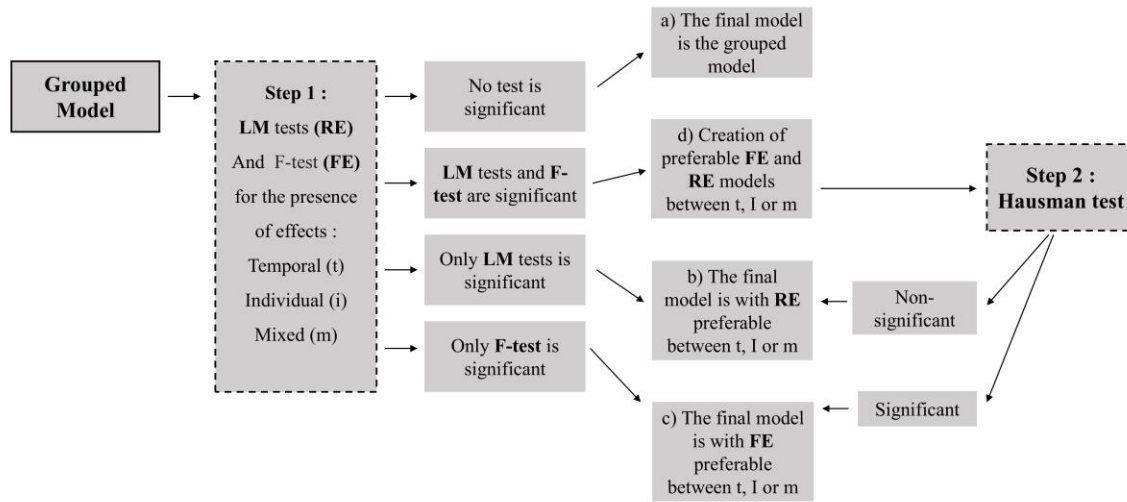 Grouped
Model
Step 1 :
LM tests (RE)
And F-test (FE)
for the presence
of effects :
Temporal (t)
Individual (i)
Mixed (m)
No test is
significant
LM tests and F-
test are significant
Only LM tests is
significant
Only F-test is
significant
a) The final model
is the grouped
model
d) Creation of
preferable FE and
RE models
between t, I or m
b) The final
model is with RE
preferable
between t, I or m
c) The final model
is with FE
preferable
between t, I or m
Step 2 :
Hausman test
Non-
significant
Significant